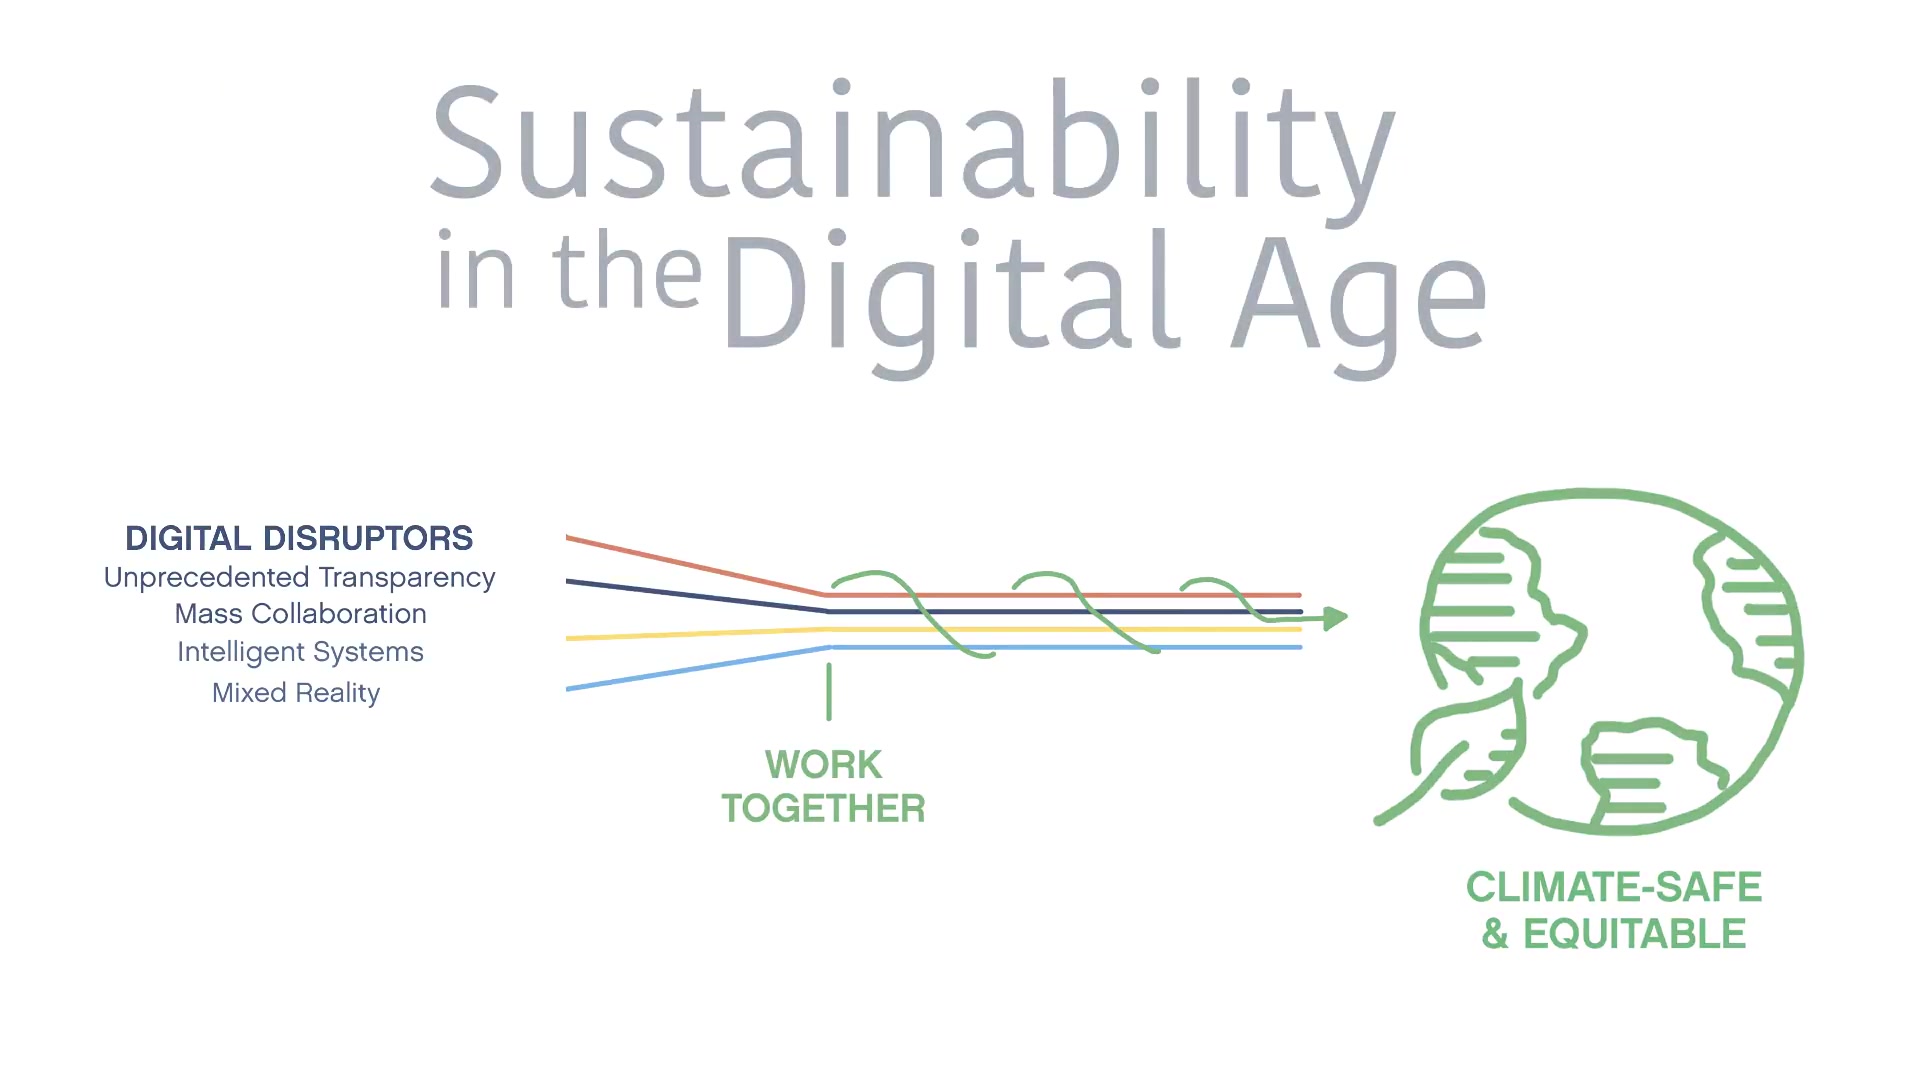 Sustainability
in the Digital Age
DIGITAL DISRUPTORS
Unprecedented Transparency
Mass Collaboration
Intelligent Systems
Mixed Reality
WORK
TOGETHER
CLIMATE-SAFE
& EQUITABLE